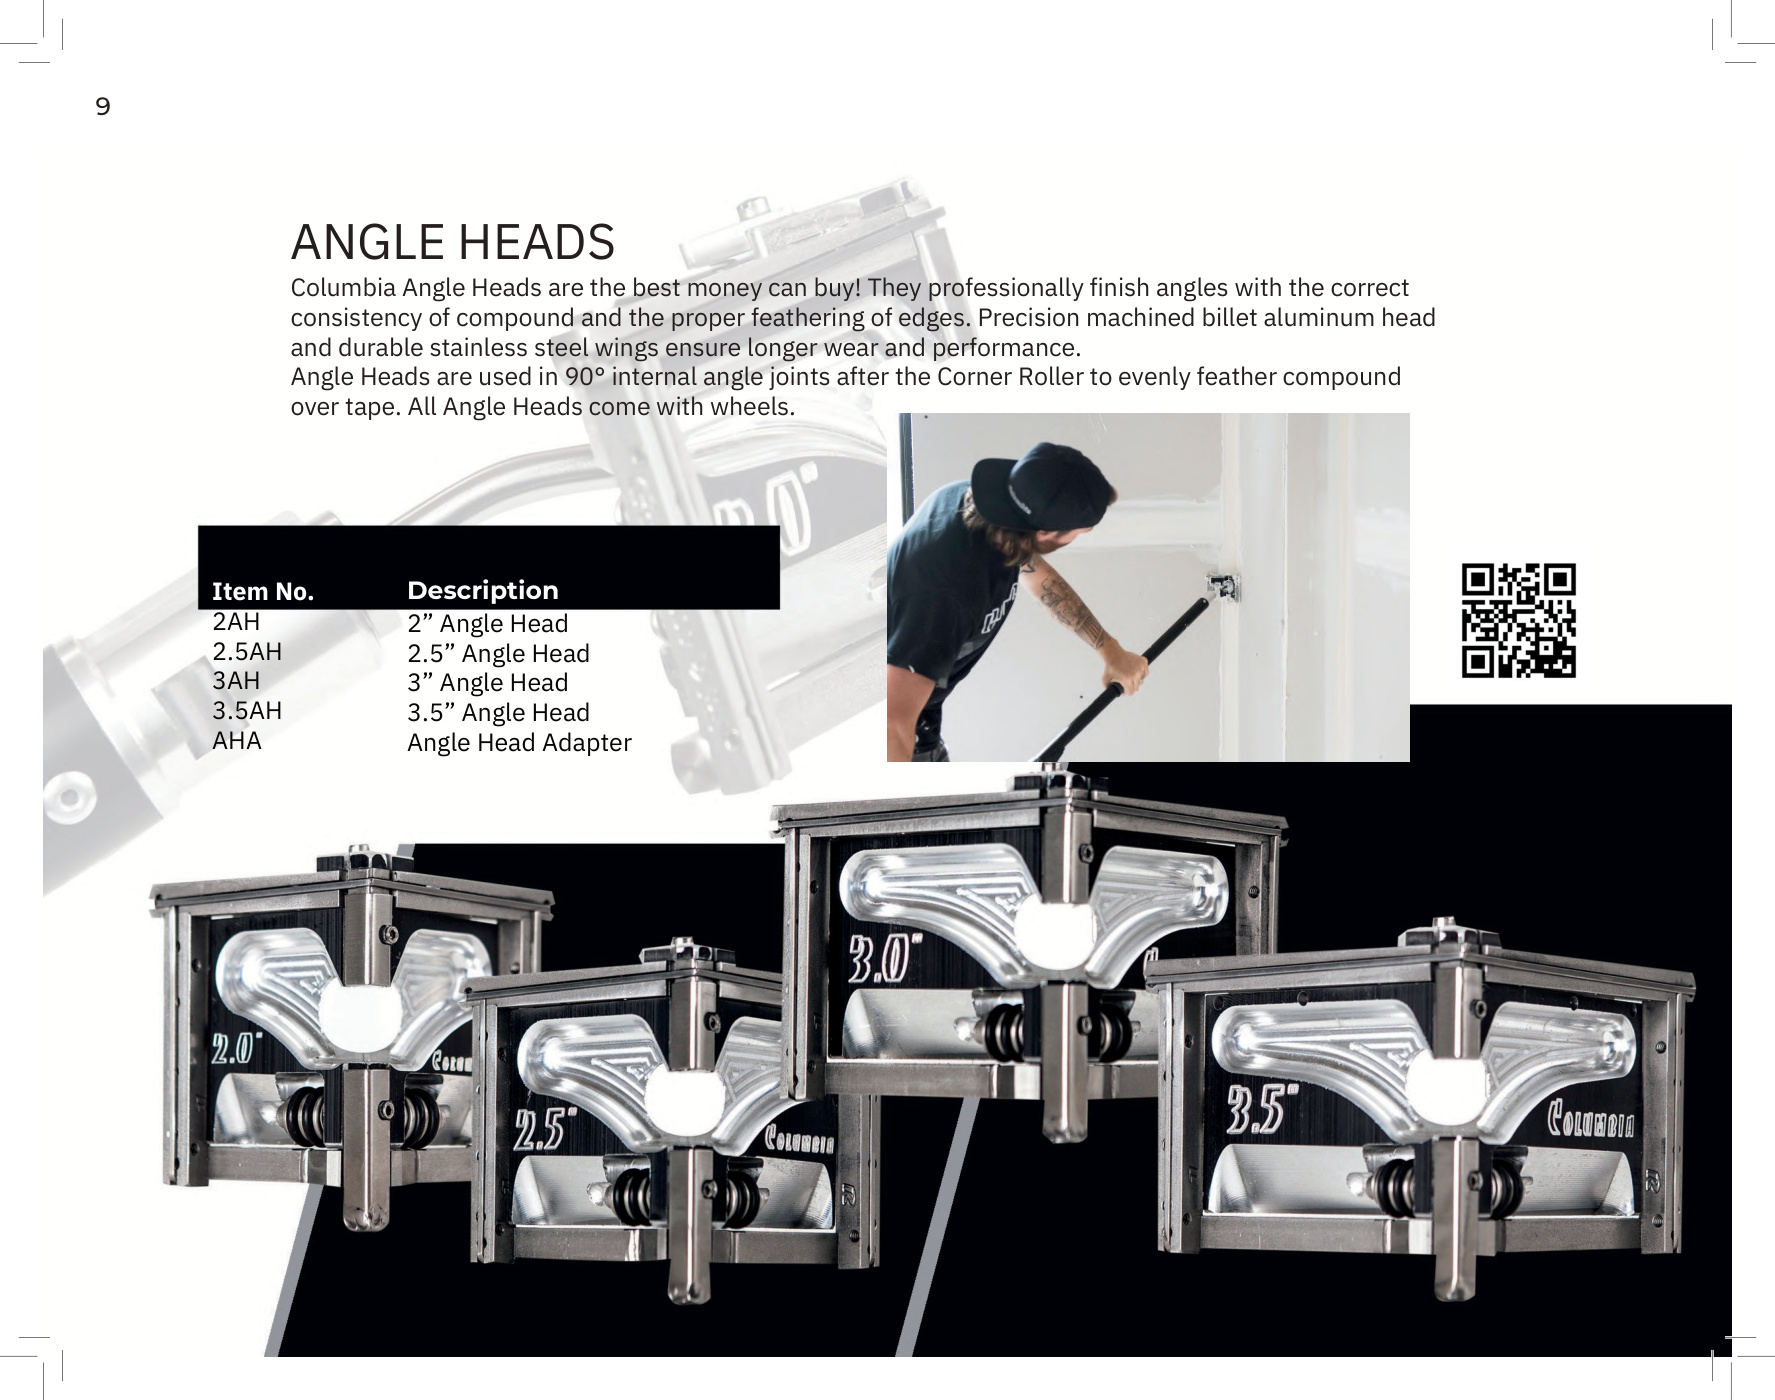 9
ANGLE HEADS
Columbia Angle Heads are the best money can buy! They professionally finish angles with the correct
consistency of compound and the proper feathering of edges. Precision machined billet aluminum head
and durable stainless steel wings ensure longer wear and performance.
Angle Heads are used in 90° internal angle joints after the Corner Roller to evenly feather compound
over tape. All Angle Heads come with wheels.
Item No. Description
2AH 2” Angle Head
2.5AH 2.5” Angle Head
3AH 3” Angle Head
3.5AH 3.5” Angle Head
AHA Angle Head Adapter
3.0"
2.0"
2.5"
COLUMBIA
3.5"
COLUMBIA
R
R